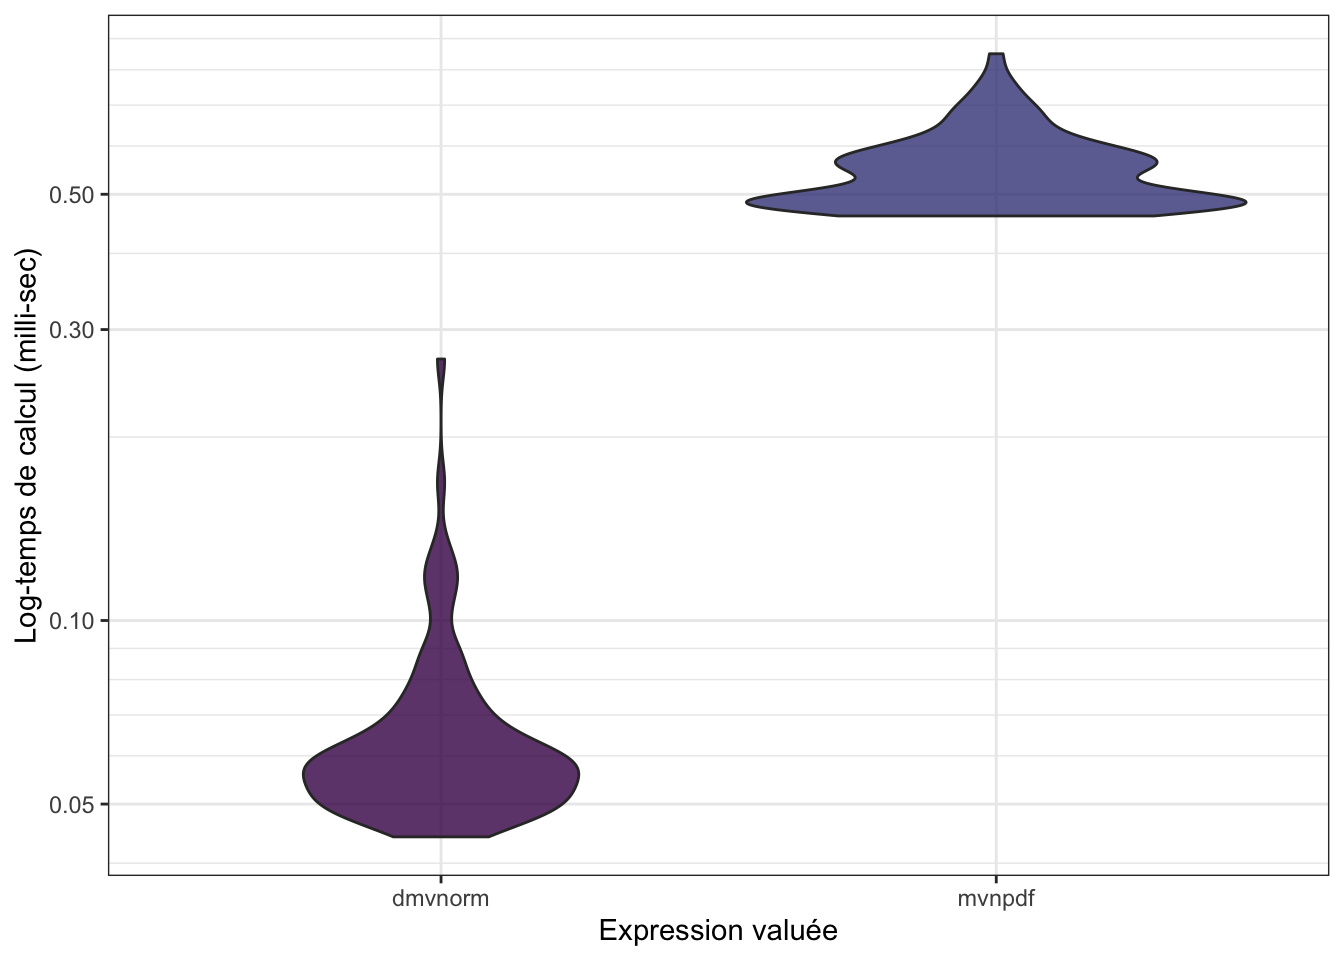 Log-temps de calcul (milli-sec)
0.50
0.30
0.10
0.05
dmvnorm
mvnpdf
Expression valuée